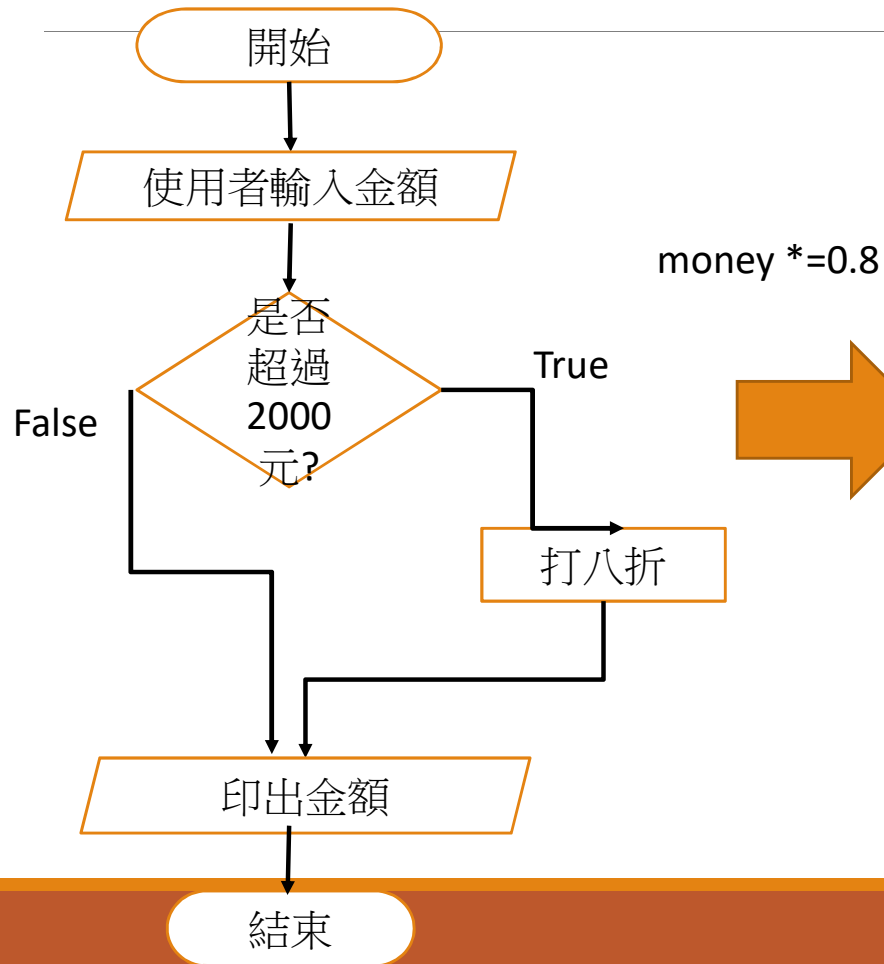 開始
使用者輸入金額
money *=0.8
是否
超過
2000
元?
True
False
打八折
印出金額
結束